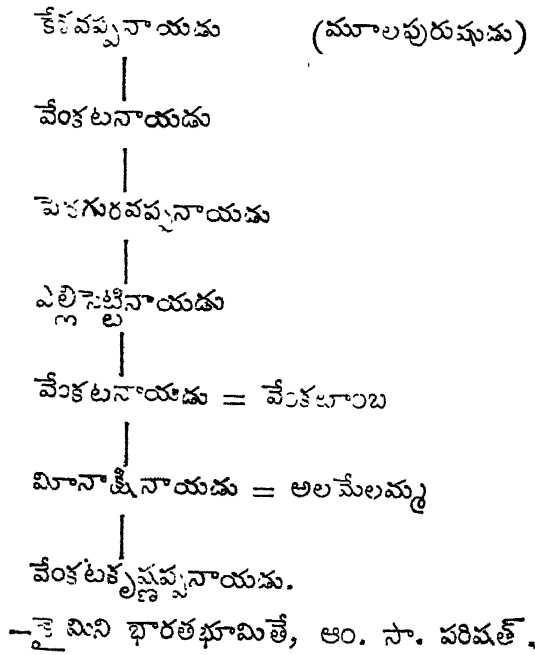 కేశవప్పనాయడు (మూలపురుషుడు)
వేంకటనాయడు
పెదగురవప్పనాయడు
ఎల్లిసెట్టినాయడు
వేంకటనాయడు = వేంకటాంబ
మీనాక్షినాయడు = అలమేలమ్మ
వేంకటకృష్ణప్పనాయడు.
—జైమిని భారతభూమితే, ఆం. సా. పరిషత్.